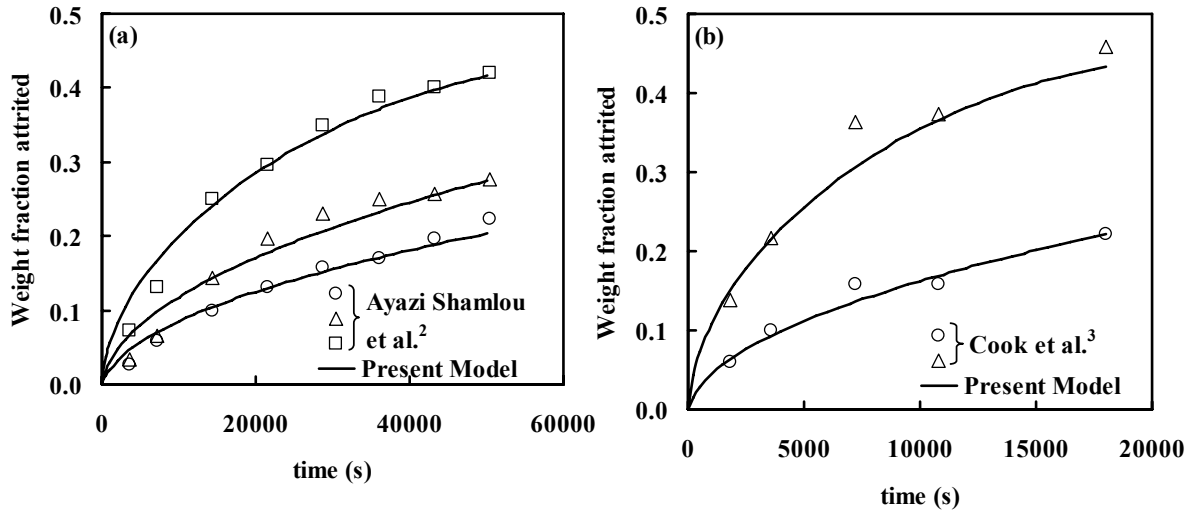 (a)
Weight fraction attrited
0.5
0.4
0.3
0.2
0.1
0.0
0
20000
40000
60000
time (s)
Ayazi Shamlou
et al.²
Present Model
(b)
Weight fraction attrited
0.5
0.4
0.3
0.2
0.1
0.0
0
5000
10000
15000
20000
time (s)
Cook et al.³
Present Model